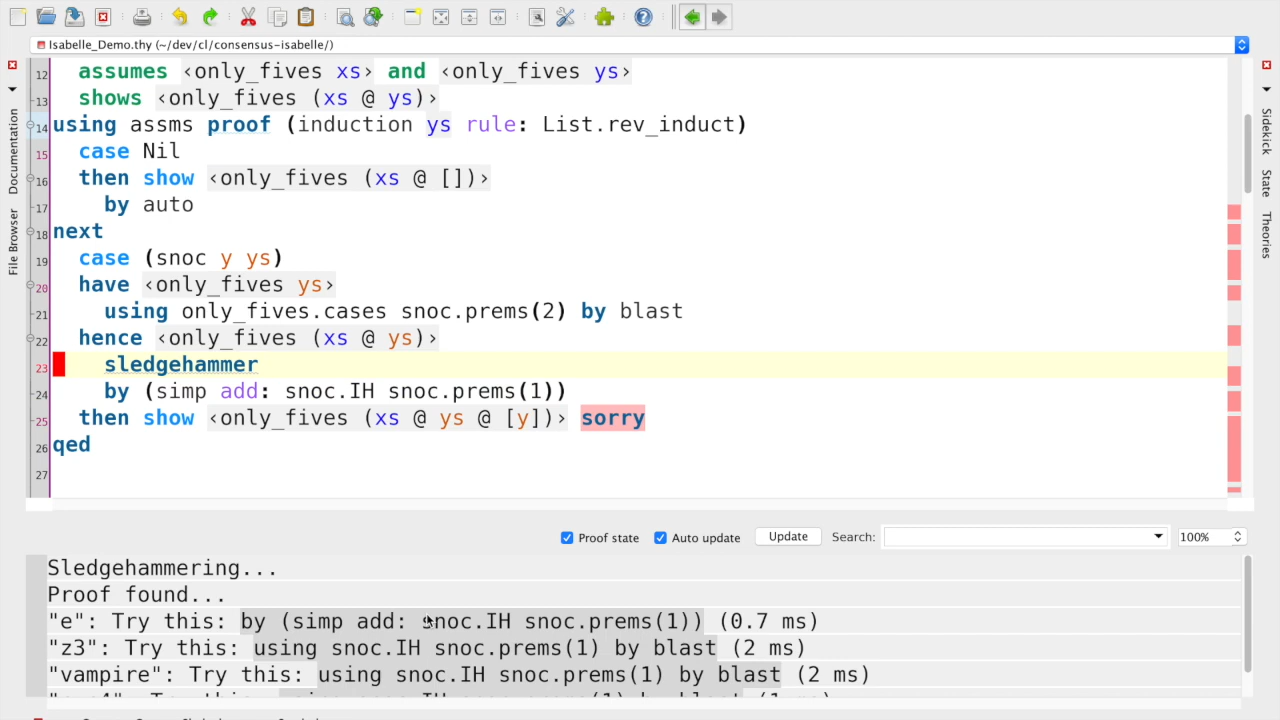 Isabelle_Demo.thy (~/dev/cl/consensus-isabelle/)
12 assumes ‹only_fives xs› and ‹only_fives ys›
13 shows ‹only_fives (xs @ ys)›
14 using assms proof (induction ys rule: List.rev_induct)
15 case Nil
16 then show ‹only_fives (xs @ [])›
17 by auto
18 next
19 case (snoc y ys)
20 have ‹only_fives ys›
21 using only_fives.cases snoc.prems(2) by blast
22 hence ‹only_fives (xs @ ys)›
23 sledgehammer
24 by (simp add: snoc.IH snoc.prems(1))
25 then show ‹only_fives (xs @ ys @ [y])› sorry
26 qed
27
Documentation
File Browser
Sidekick
State
Theories
Proof state Auto update Update Search: 100%
Sledgehammering...
Proof found...
"e": Try this: by (simp add: snoc.IH snoc.prems(1)) (0.7 ms)
"z3": Try this: using snoc.IH snoc.prems(1) by blast (2 ms)
"vampire": Try this: using snoc.IH snoc.prems(1) by blast (2 ms)